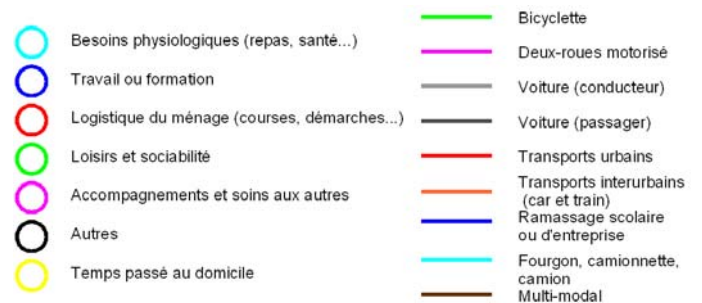 Besoins physiologiques (repas, santé...)
Travail ou formation
Logistique du ménage (courses, démarches...)
Loisirs et sociabilité
Accompagnements et soins aux autres
Autres
Temps passé au domicile
Bicyclette
Deux-roues motorisé
Voiture (conducteur)
Voiture (passager)
Transports urbains
Transports interurbains
(car et train)
Ramassage scolaire
ou d'entreprise
Fourgon, camionnette,
camion
Multi-modal